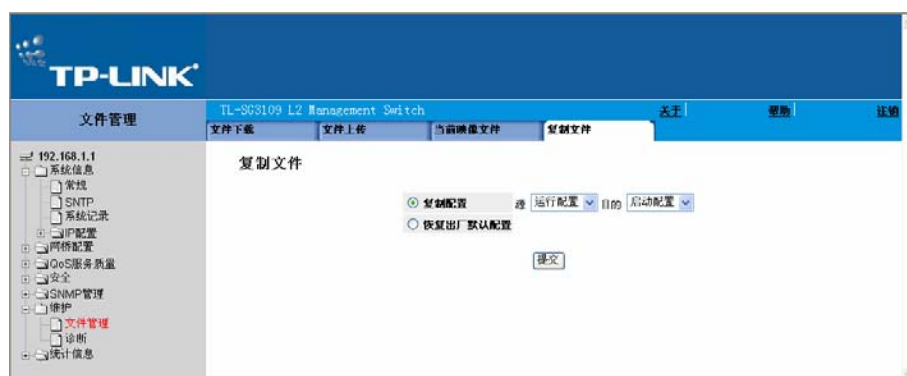 TP-LINK
文件管理
TL-SG3109 L2 Management Switch
关于
帮助
注销
文件下载
文件上传
当前映像文件
复制文件
192.168.1.1
系统信息
常规
SNTP
系统记录
IP配置
网桥配置
QoS服务质量
安全
SNMP管理
维护
文件管理
诊断
统计信息
复制文件
复制配置 源 运行配置 目的 启动配置
恢复出厂默认配置
提交